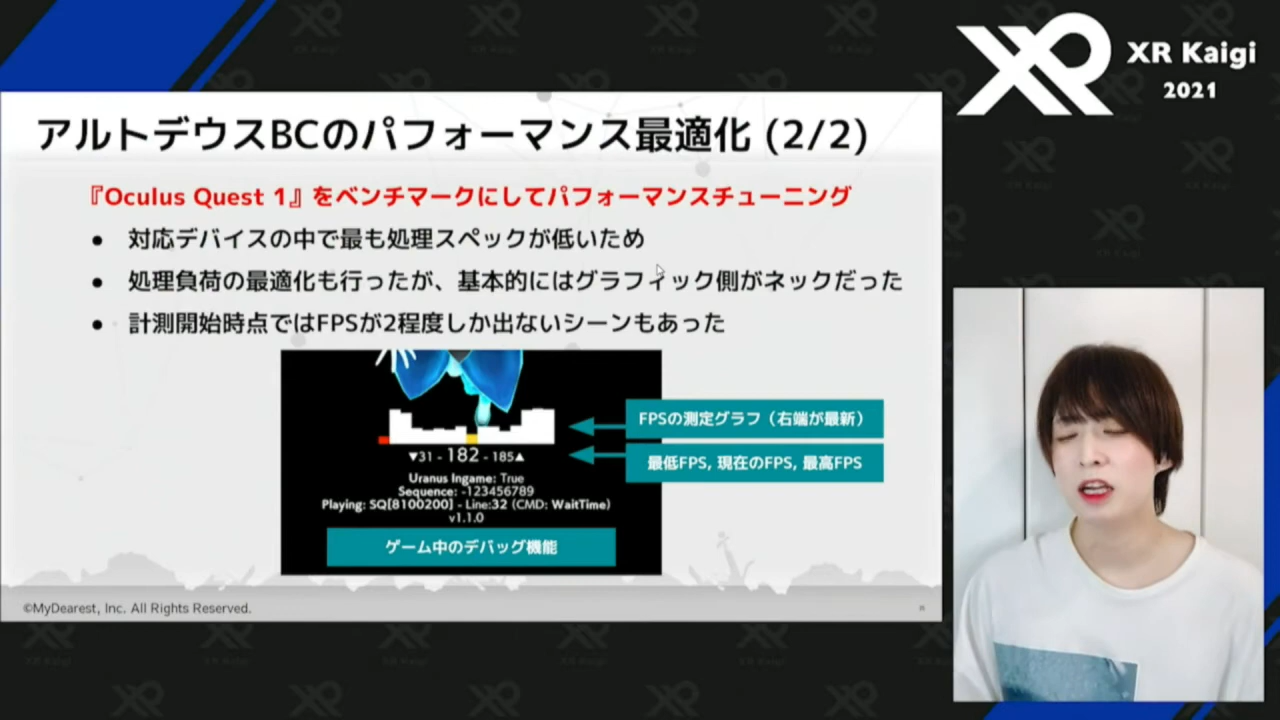 XR Kaigi
2021
アルトデウスBCのパフォーマンス最適化 (2/2)
『Oculus Quest 1』をベンチマークにしてパフォーマンスチューニング
● 対応デバイスの中で最も処理スペックが低いため
● 処理負荷の最適化も行ったが、基本的にはグラフィック側がネックだった
● 計測開始時点ではFPSが2程度しか出ないシーンもあった
FPSの測定グラフ（右端が最新）
最低FPS, 現在のFPS, 最高FPS
▼31 - 182 - 185▲
Uranus Ingame: True
Sequence: -123456789
Playing: SQ[8100200] - Line:32 (CMD: WaitTime)
v1.1.0
ゲーム中のデバッグ機能
©MyDearest, Inc. All Rights Reserved.